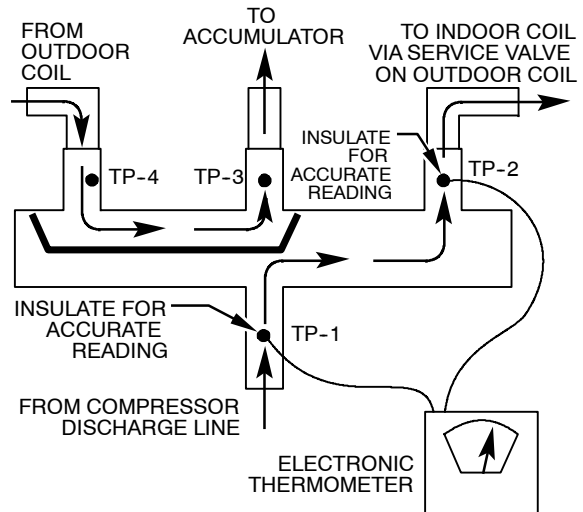 FROM
OUTDOOR
COIL
TO
ACCUMULATOR
TO INDOOR COIL
VIA SERVICE VALVE
ON OUTDOOR COIL
INSULATE
FOR
ACCURATE
READING
TP-4
TP-3
TP-2
INSULATE FOR
ACCURATE
READING
TP-1
FROM COMPRESSOR
DISCHARGE LINE
ELECTRONIC
THERMOMETER